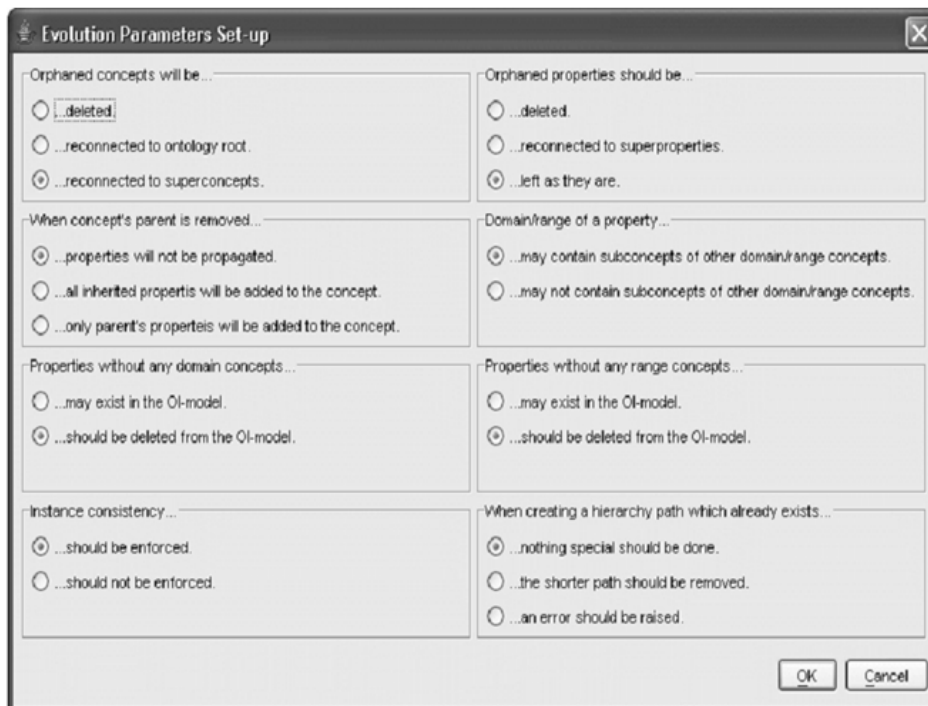 Evolution Parameters Set-up
Orphaned concepts will be...
...deleted.
...reconnected to ontology root.
...reconnected to superconcepts.
Orphaned properties should be...
...deleted.
...reconnected to superproperties.
...left as they are.
When concept's parent is removed...
...properties will not be propagated.
...all inherited propertis will be added to the concept.
...only parent's properteis will be added to the concept.
Domain/range of a property...
...may contain subconcepts of other domain/range concepts.
...may not contain subconcepts of other domain/range concepts.
Properties without any domain concepts...
...may exist in the OI-model.
...should be deleted from the OI-model.
Properties without any range concepts...
...may exist in the OI-model.
...should be deleted from the OI-model.
Instance consistency...
...should be enforced.
...should not be enforced.
When creating a hierarchy path which already exists...
...nothing special should be done.
...the shorter path should be removed.
...an error should be raised.
OK
Cancel